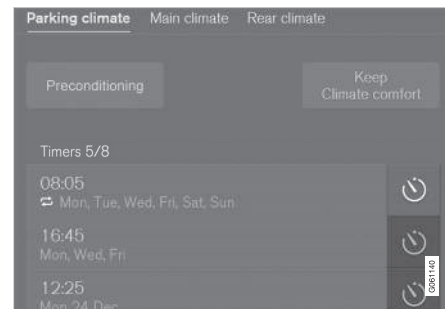 Parking climate Main climate Rear climate
Preconditioning
Keep
Climate comfort
Timers 5/8
08:05
Mon, Tue, Wed, Fri, Sat, Sun
16:45
Mon, Wed, Fri
12:25
Mon 24 Dec
G061140